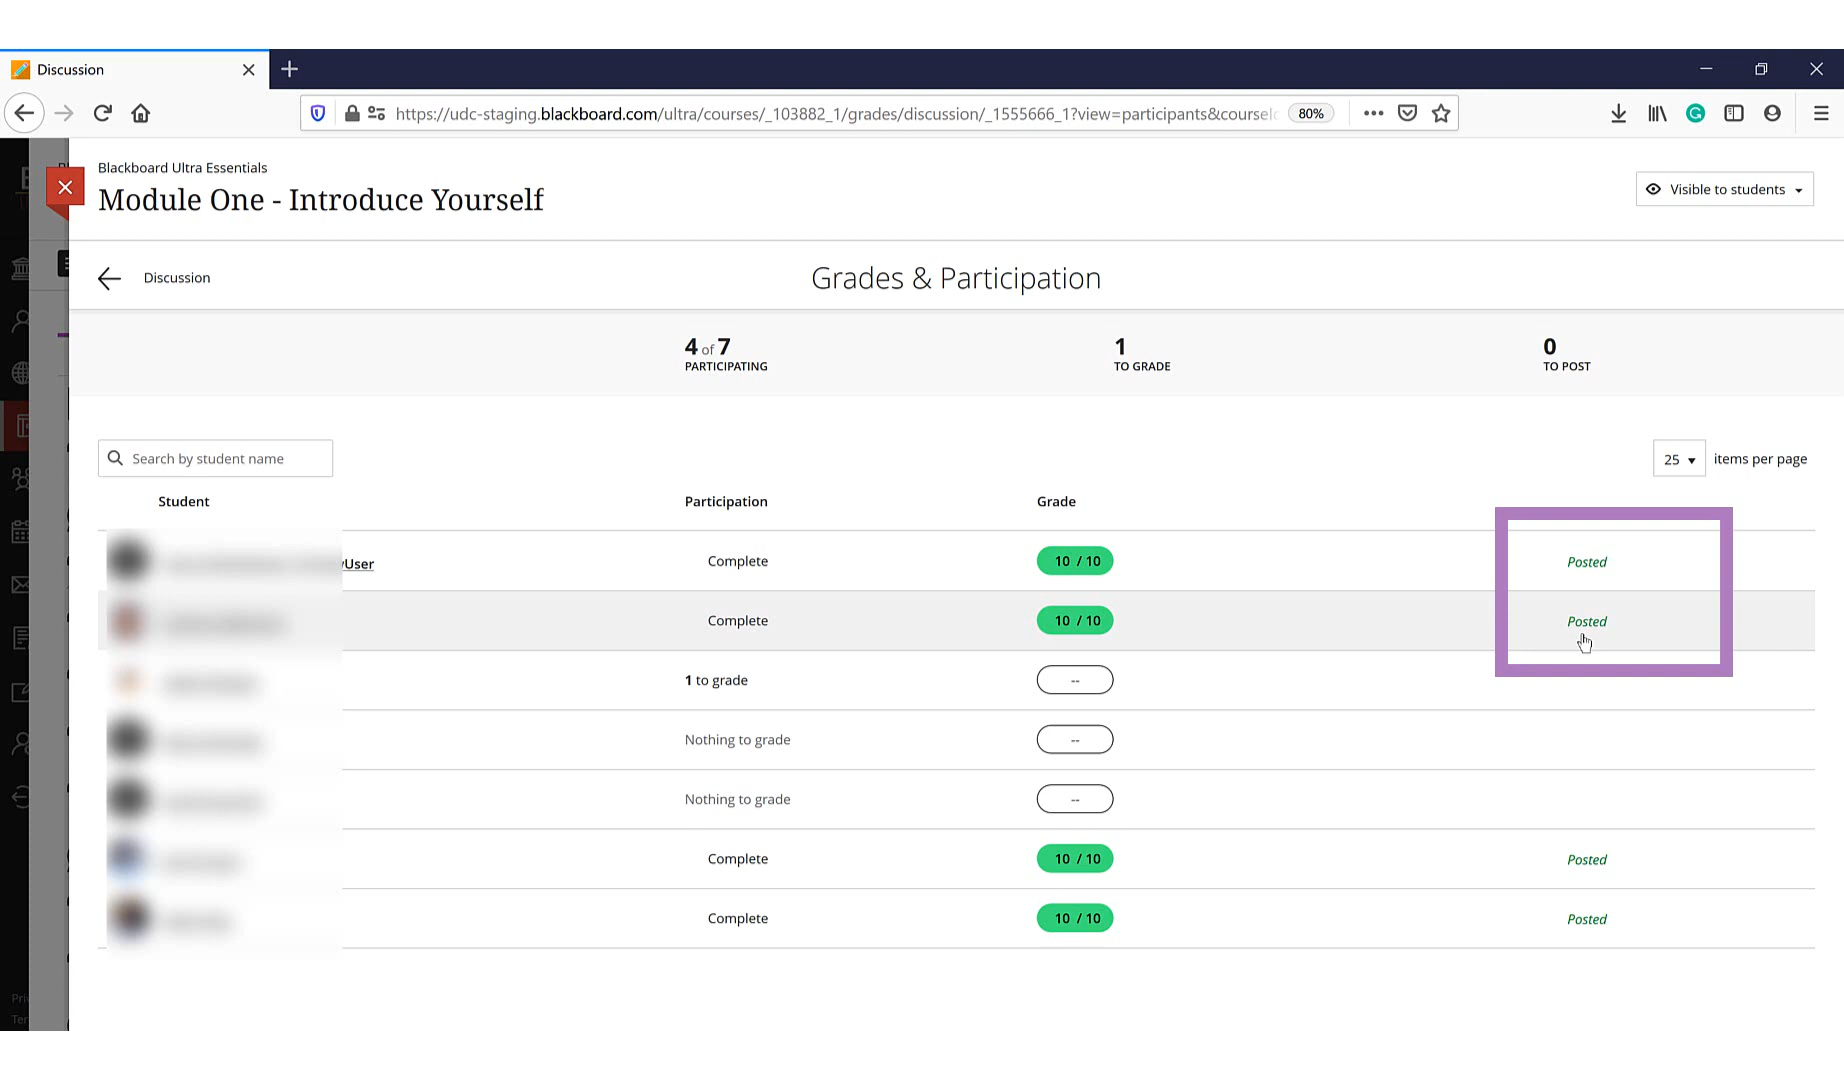 Discussion
https://udc-staging.blackboard.com/ultra/courses/_103882_1/grades/discussion/_1555666_1?view=participants&course
80%
Blackboard Ultra Essentials
Module One - Introduce Yourself
Visible to students
Discussion
Grades & Participation
4 of 7
PARTICIPATING
1
TO GRADE
0
TO POST
Search by student name
25
items per page
Student
Participation
Grade
User
Complete
10 / 10
Posted
Complete
10 / 10
Posted
1 to grade
--
Nothing to grade
--
Nothing to grade
--
Complete
10 / 10
Posted
Complete
10 / 10
Posted